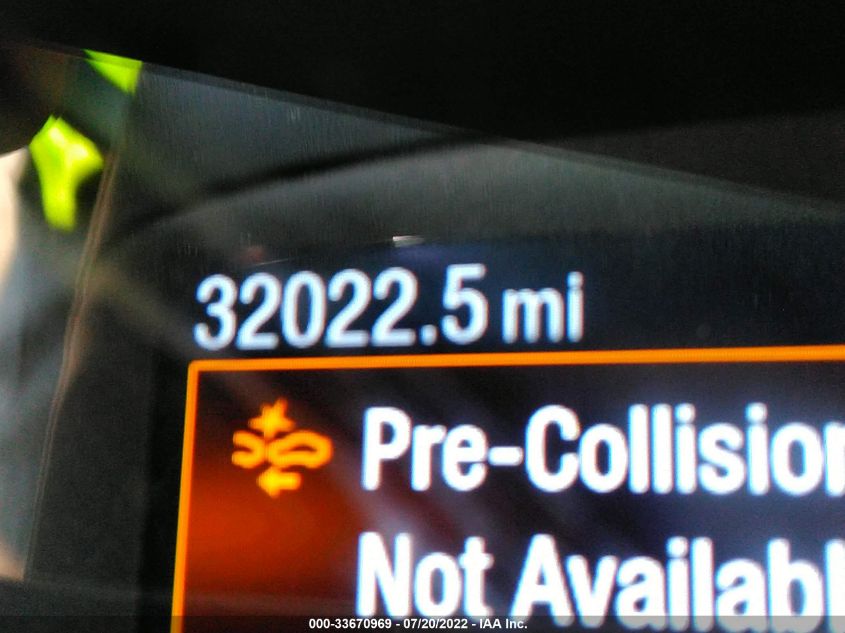 32022.5 mi
Pre-Collision
Not Availabl
000-33670969 - 07/20/2022 - IAA Inc.